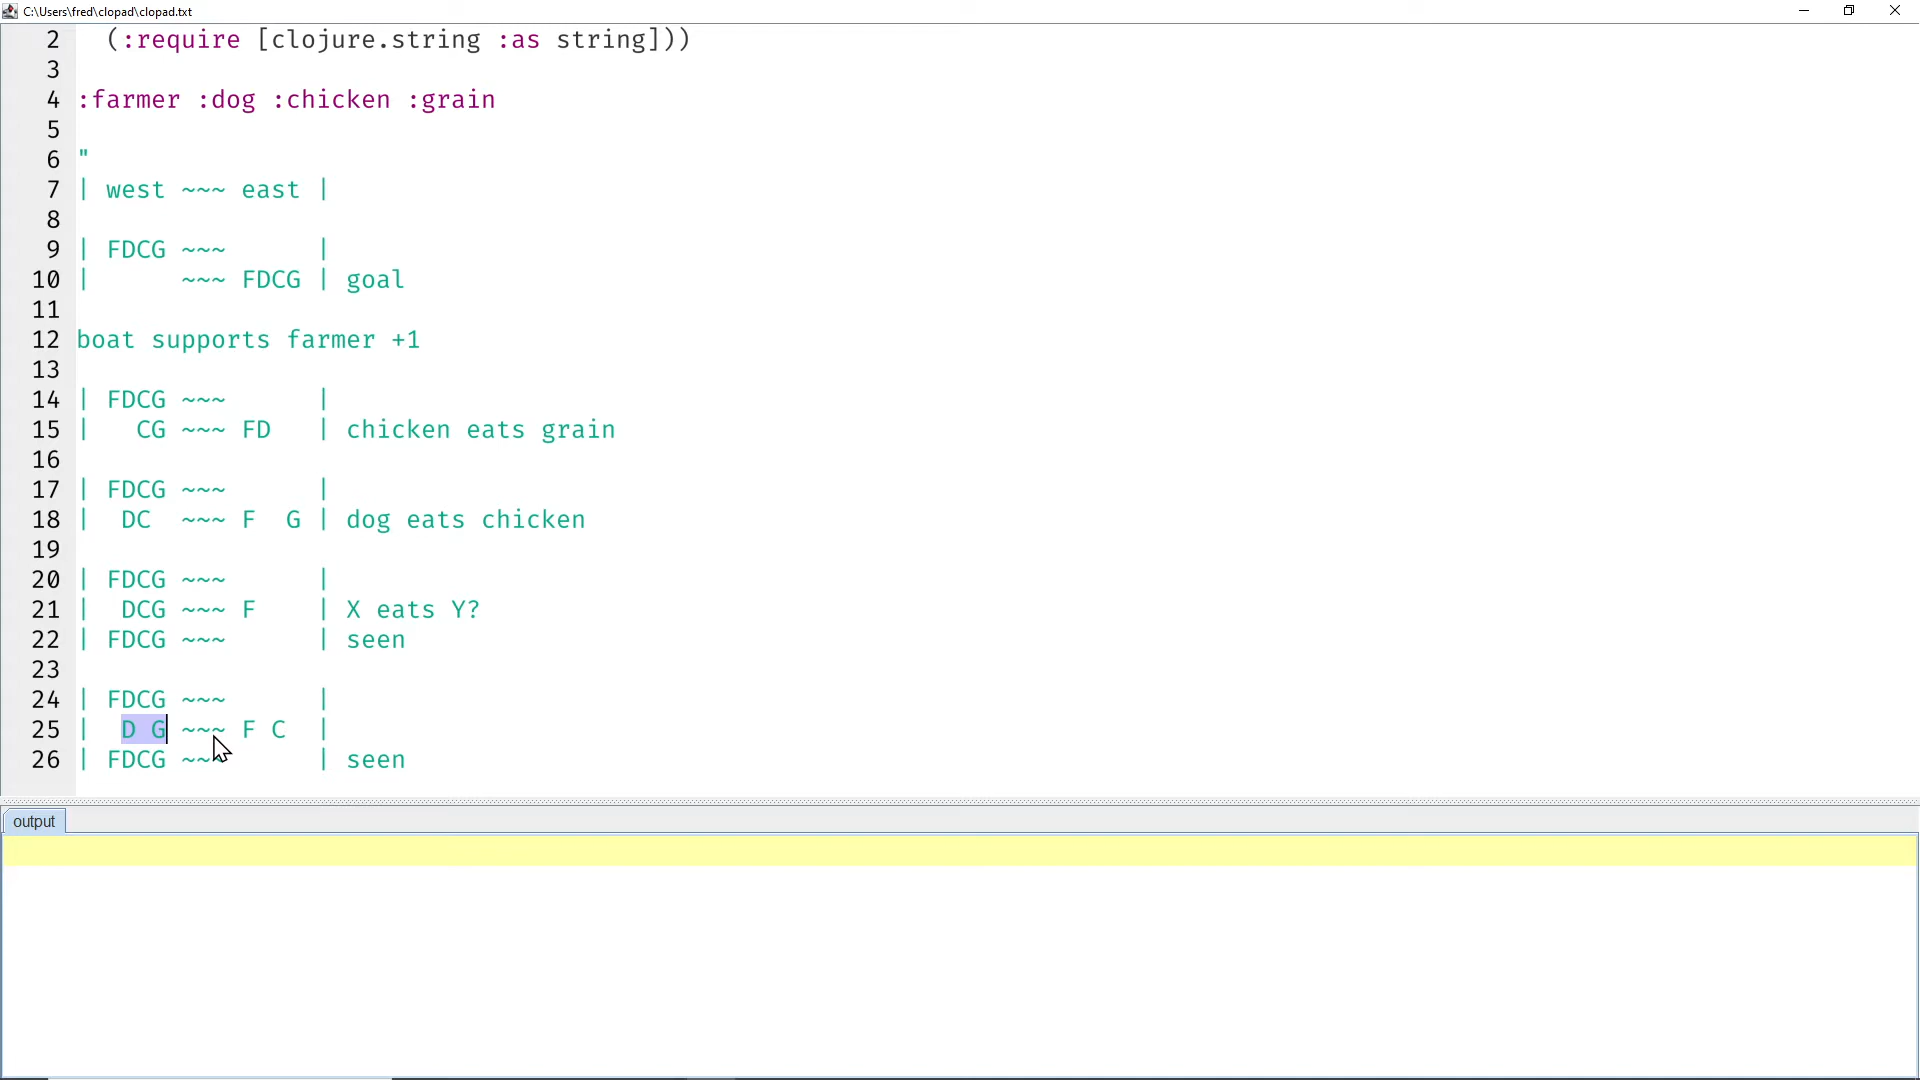 C:\Users\fred\clopad\clopad.txt
2   (:require [clojure.string :as string]))
3
4 :farmer :dog :chicken :grain
5
6 "
7 | west ~~~ east |
8
9 | FDCG ~~~      |
10 |      ~~~ FDCG | goal
11
12 boat supports farmer +1
13
14 | FDCG ~~~      |
15 |   CG ~~~ FD   | chicken eats grain
16
17 | FDCG ~~~      |
18 |  DC  ~~~ F  G | dog eats chicken
19
20 | FDCG ~~~      |
21 |  DCG ~~~ F    | X eats Y?
22 | FDCG ~~~      | seen
23
24 | FDCG ~~~      |
25 |  D G ~~~ F C  |
26 | FDCG ~~~      | seen
output